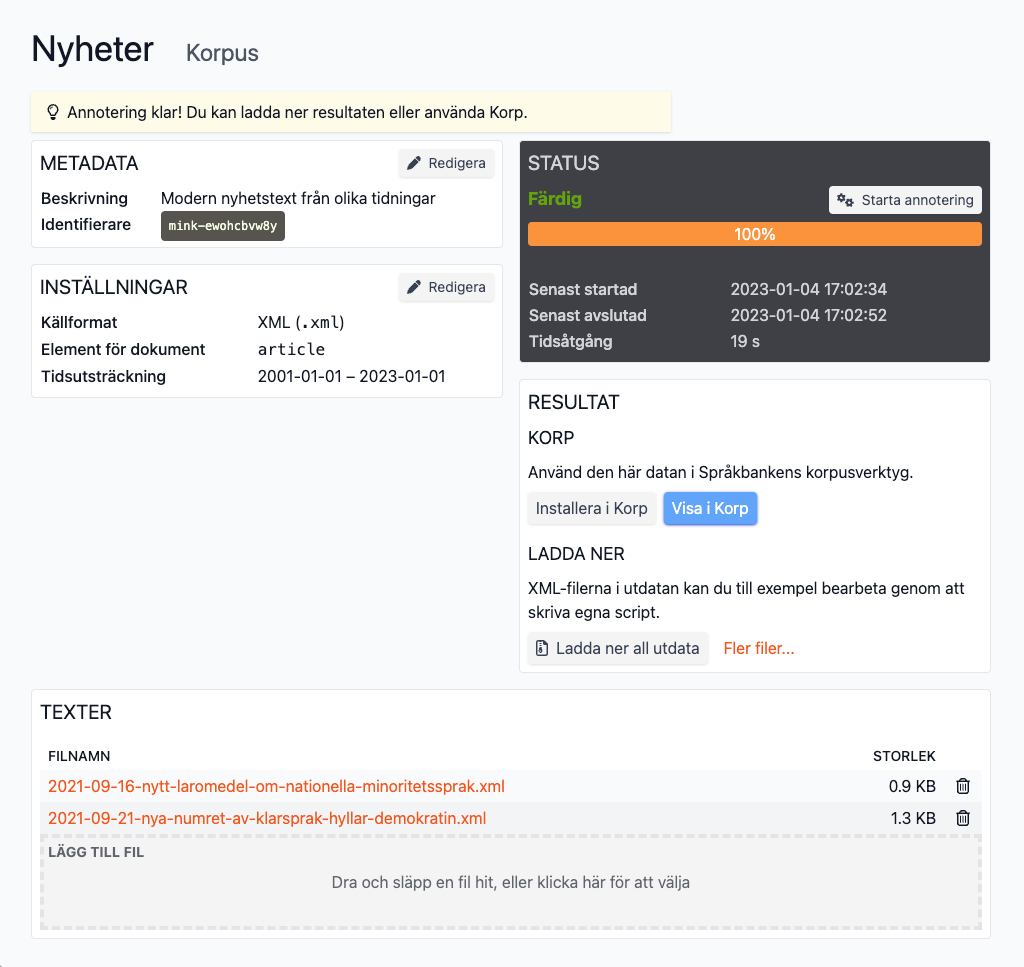 Nyheter Korpus
Annotering klar! Du kan ladda ner resultaten eller använda Korp.
METADATA
Redigera
Beskrivning Modern nyhetstext från olika tidningar
Identifierare mink-ewohcbvw8y
INSTÄLLNINGAR
Redigera
Källformat XML (.xml)
Element för dokument article
Tidsutsträckning 2001-01-01 – 2023-01-01
STATUS
Färdig
Starta annotering
100%
Senast startad 2023-01-04 17:02:34
Senast avslutad 2023-01-04 17:02:52
Tidsåtgång 19 s
RESULTAT
KORP
Använd den här datan i Språkbankens korpusverktyg.
Installera i Korp Visa i Korp
LADDA NER
XML-filerna i utdatan kan du till exempel bearbeta genom att
skriva egna script.
Ladda ner all utdata Fler filer...
TEXTER
FILNAMN STORLEK
2021-09-16-nytt-laromedel-om-nationella-minoritetssprak.xml 0.9 KB
2021-09-21-nya-numret-av-klarsprak-hyllar-demokratin.xml 1.3 KB
LÄGG TILL FIL
Dra och släpp en fil hit, eller klicka här för att välja